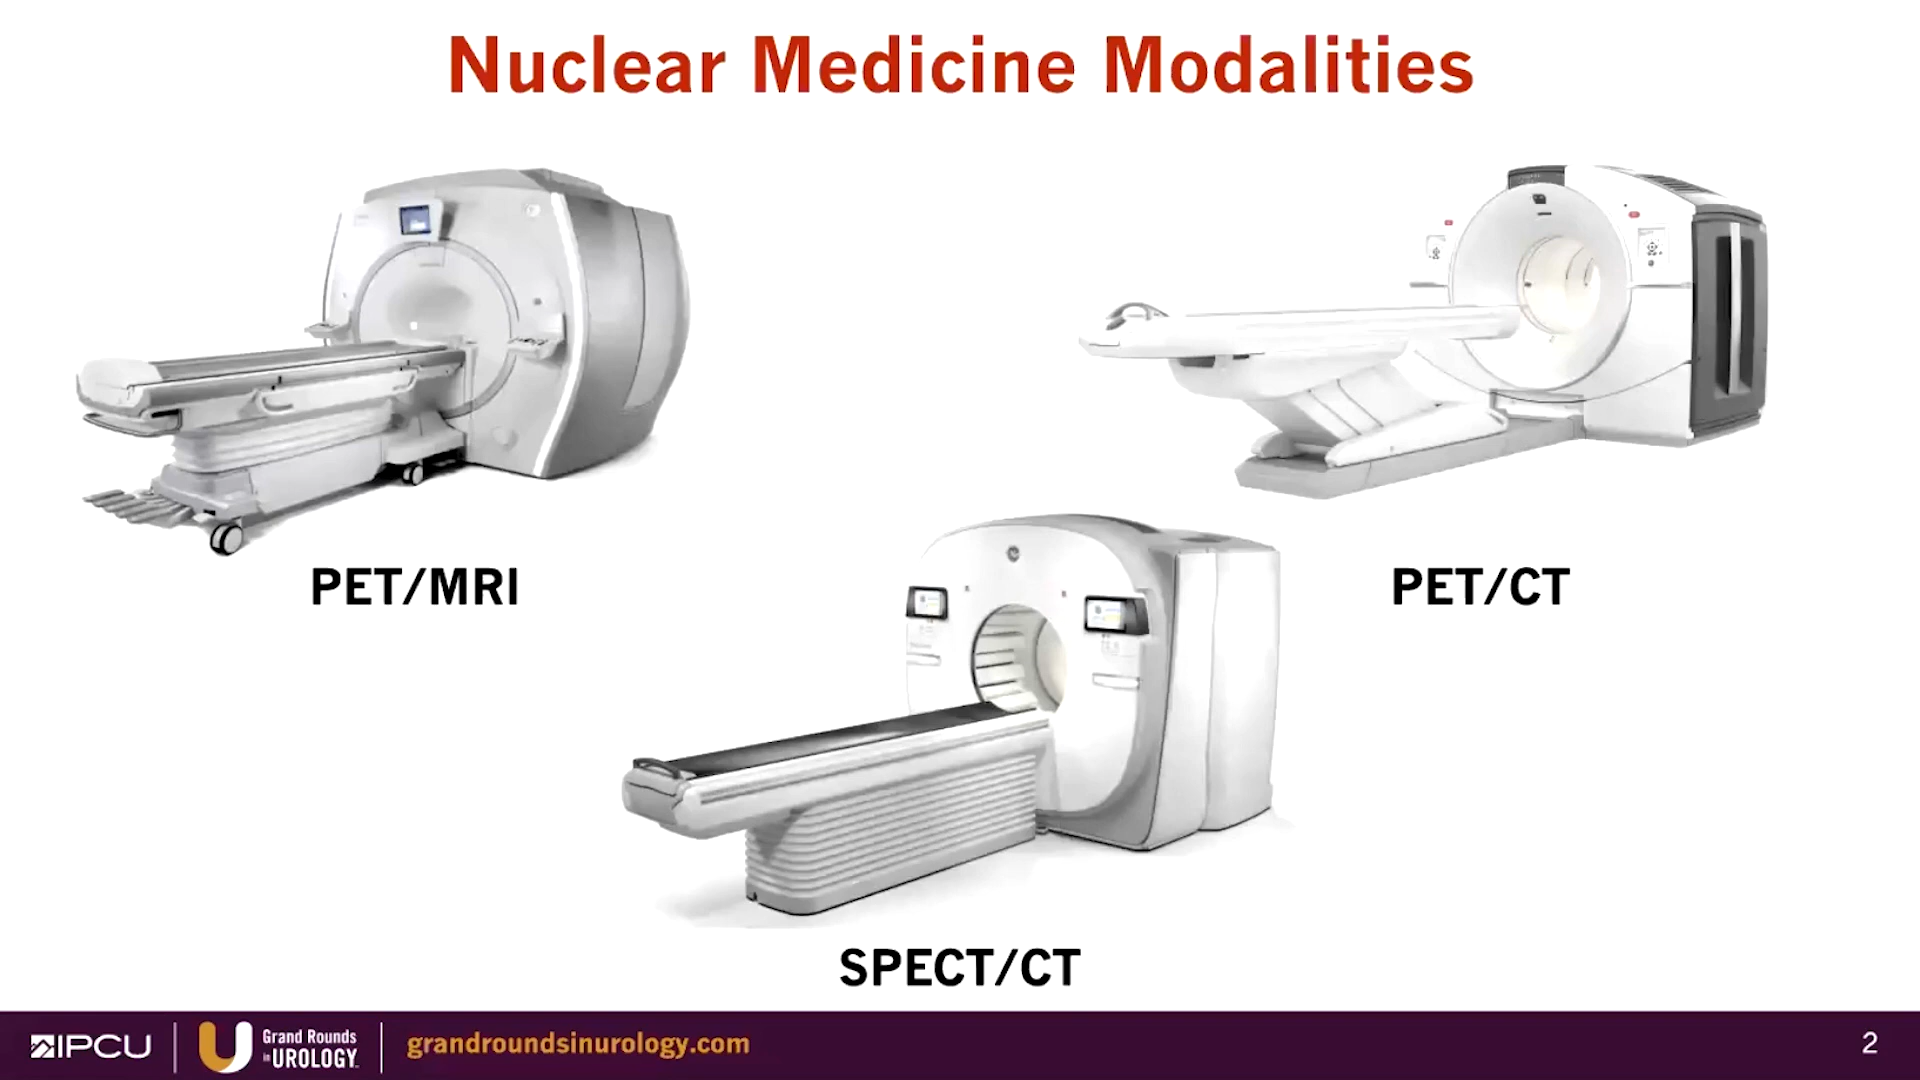 Nuclear Medicine Modalities
PET/MRI
PET/CT
SPECT/CT
IPCU
Grand Rounds
in UROLOGY
grandroundsinurology.com
2